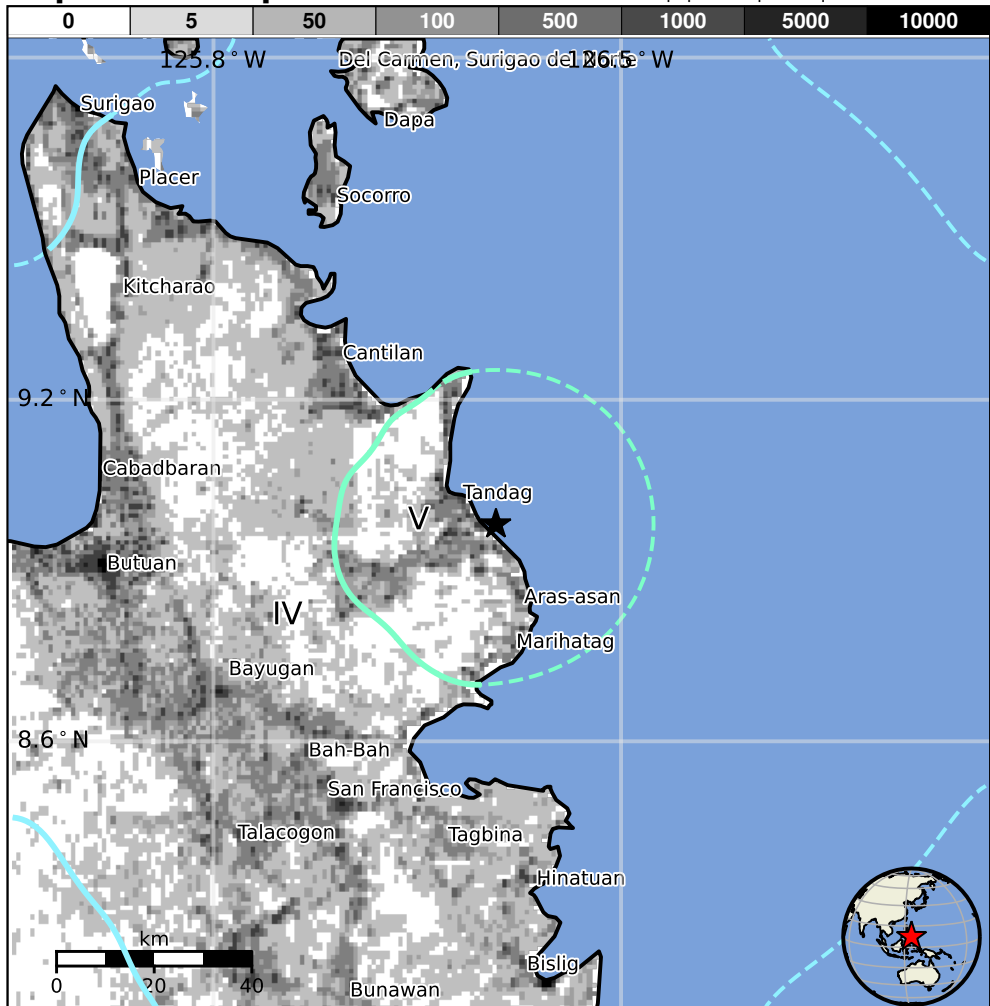 0 5 50 100 500 1000 5000 10000
125.8°W
Del Carmen, Surigao del Norte
126.5°W
Surigao
Dapa
Placer
Socorro
Kitcharao
Cantilan
9.2°N
Cabadbaran
Tandag
V
Butuan
Aras-asan
IV
Marihatag
Bayugan
8.6°N
Bah-Bah
San Francisco
Talacogon
Tagbina
Hinatuan
km
Bislig
0 20 40
Bunawan